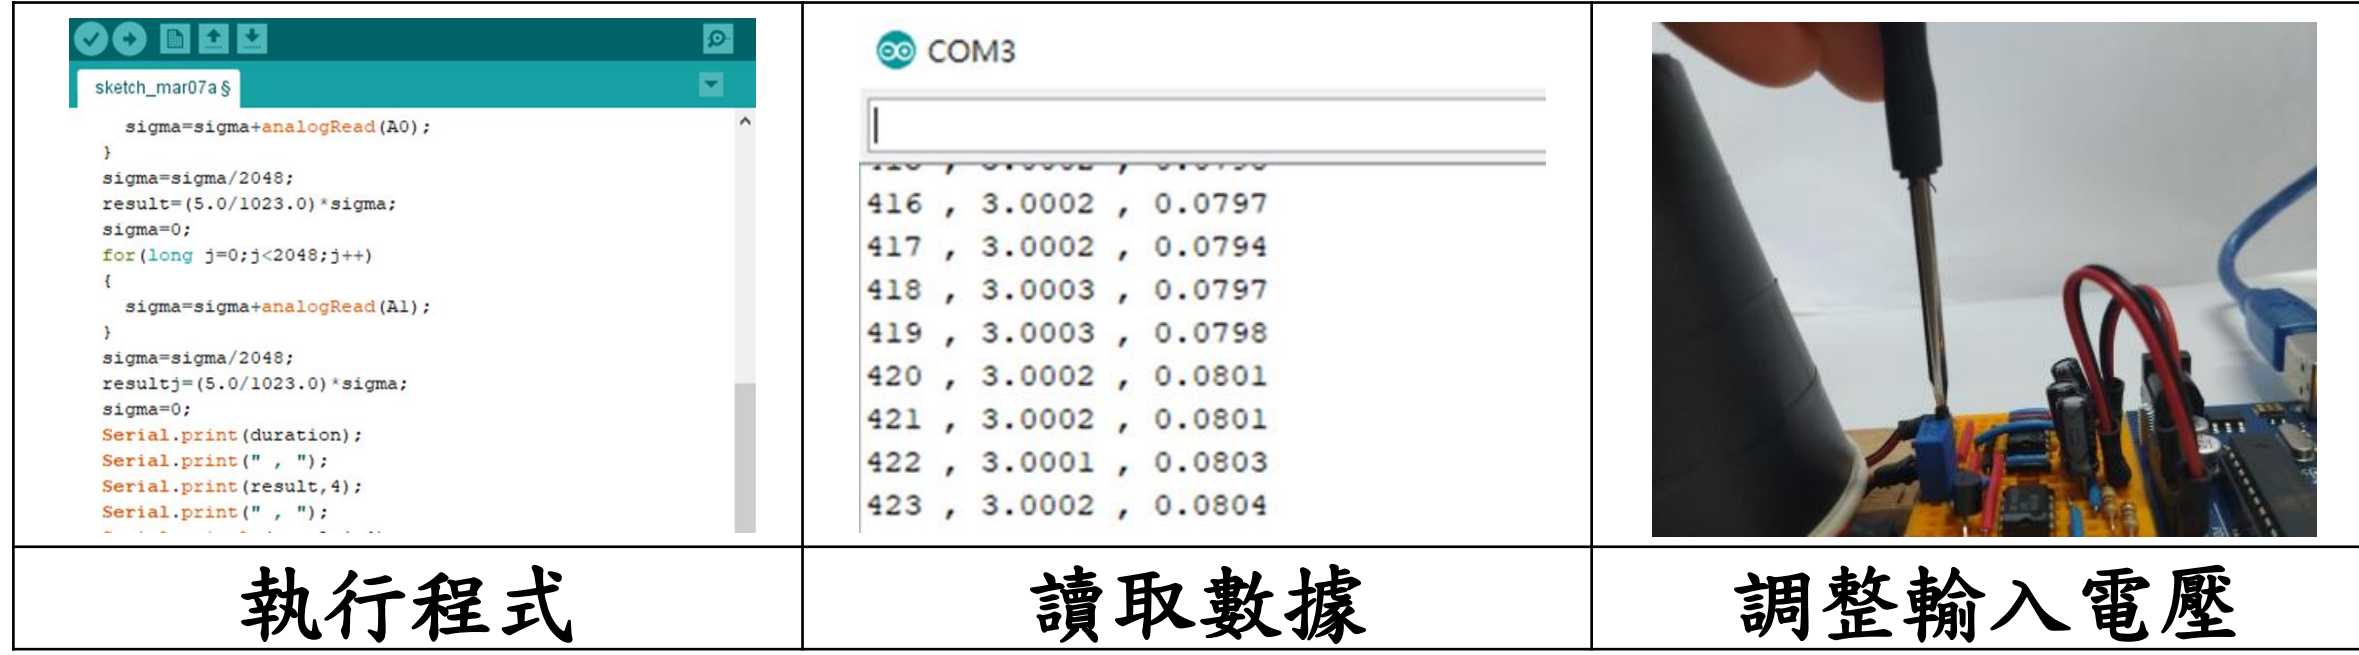 sketch_mar07a §
sigma=sigma+analogRead(A0);
}
sigma=sigma/2048;
result=(5.0/1023.0)*sigma;
sigma=0;
for(long j=0;j<2048;j++)
{
sigma=sigma+analogRead(A1);
}
sigma=sigma/2048;
resultj=(5.0/1023.0)*sigma;
sigma=0;
Serial.print(duration);
Serial.print(" , ");
Serial.print(result,4);
Serial.print(" , ");
COM3
416 , 3.0002 , 0.0797
417 , 3.0002 , 0.0794
418 , 3.0003 , 0.0797
419 , 3.0003 , 0.0798
420 , 3.0002 , 0.0801
421 , 3.0002 , 0.0801
422 , 3.0001 , 0.0803
423 , 3.0002 , 0.0804
執行程式
讀取數據
調整輸入電壓